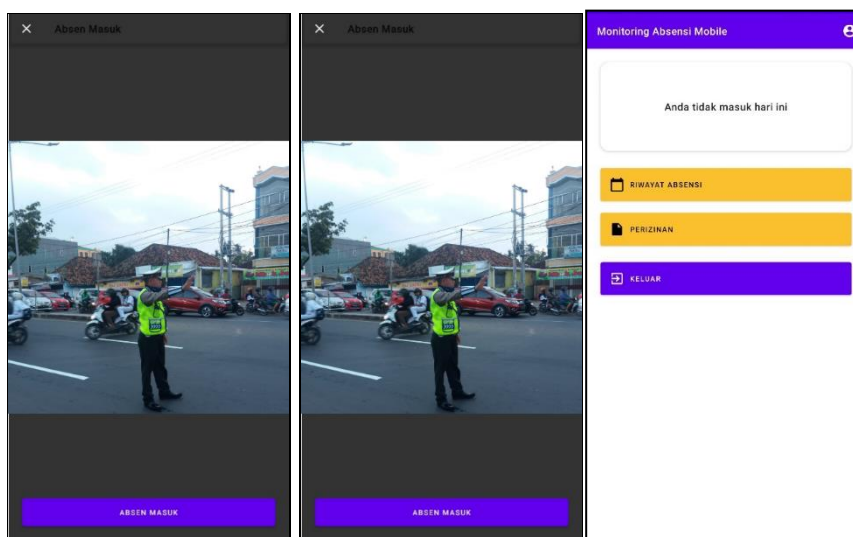 Absen Masuk
ABSEN MASUK
Absen Masuk
ABSEN MASUK
Monitoring Absensi Mobile
Anda tidak masuk hari ini
RIWAYAT ABSENSI
PERIZINAN
KELUAR